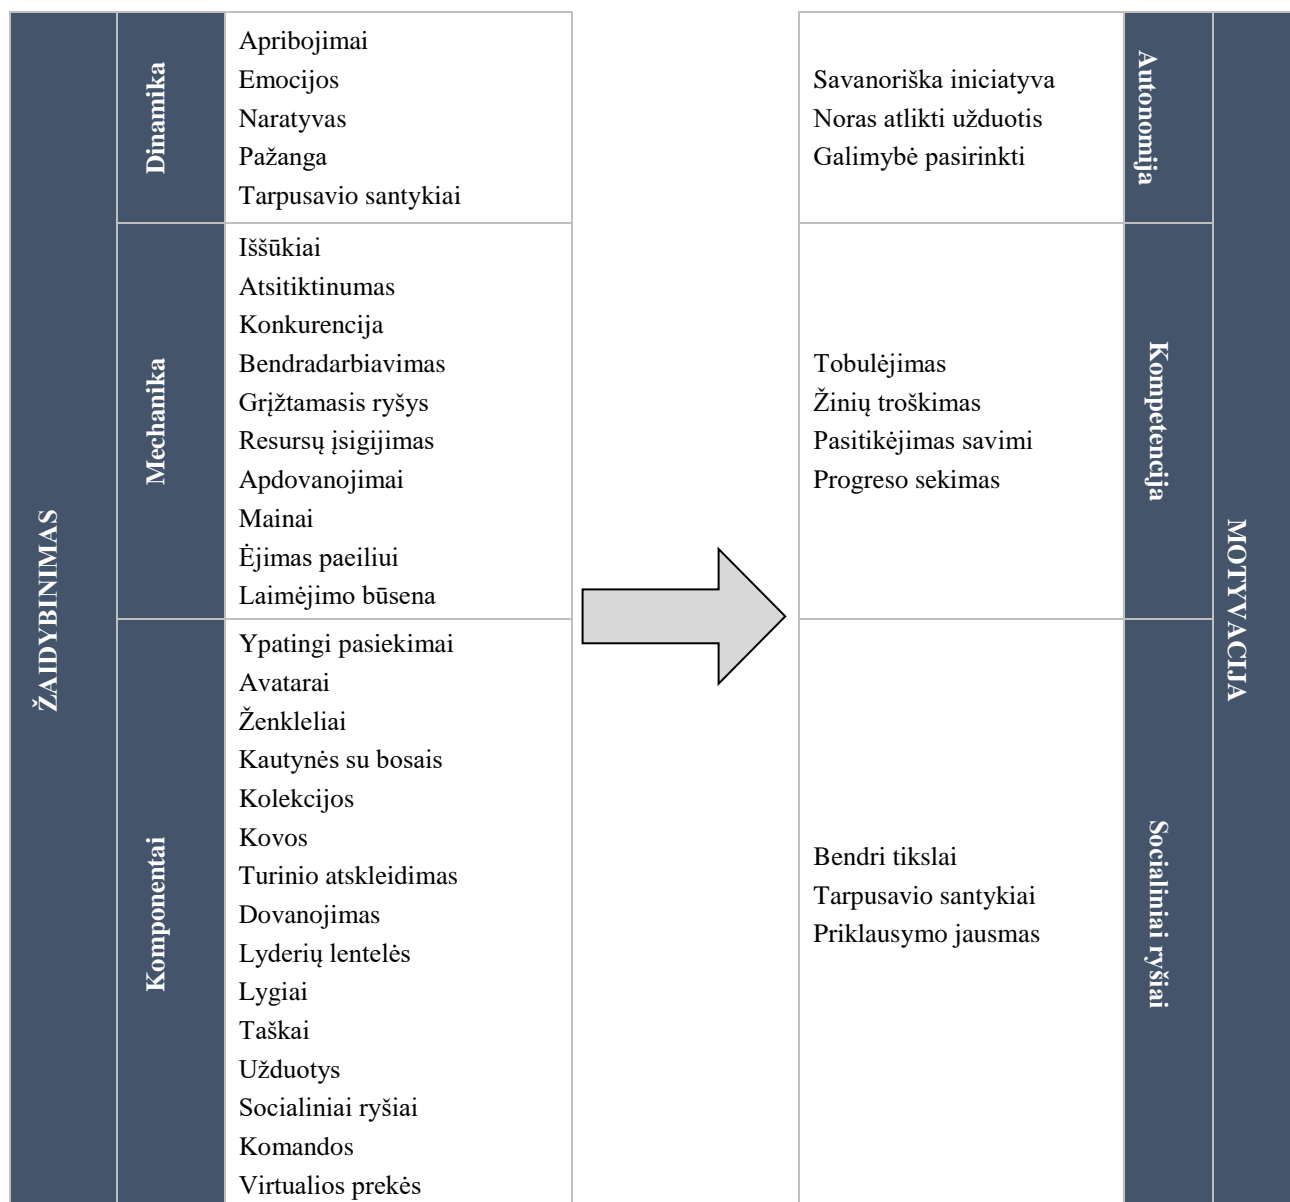 ŽAIDYBINIMAS
Dinamika
Apribojimai
Emocijos
Naratyvas
Pažanga
Tarpusavio santykiai
Mechanika
Iššūkiai
Atsitiktinumas
Konkurencija
Bendradarbiavimas
Grįžtamasis ryšys
Resursų įsigijimas
Apdovanojimai
Mainai
Ėjimas paeiliui
Laimėjimo būsena
Komponentai
Ypatingi pasiekimai
Avatarai
Ženkleliai
Kautynės su bosais
Kolekcijos
Kovos
Turinio atskleidimas
Dovanojimas
Lyderių lentelės
Lygiai
Taškai
Užduotys
Socialiniai ryšiai
Komandos
Virtualios prekės
Savanoriška iniciatyva
Noras atlikti užduotis
Galimybė pasirinkti
Autonomija
Tobulėjimas
Žinių troškimas
Pasitikėjimas savimi
Progreso sekimas
Kompetencija
Bendri tikslai
Tarpusavio santykiai
Priklausymo jausmas
Socialiniai ryšiai
MOTYVACIJA